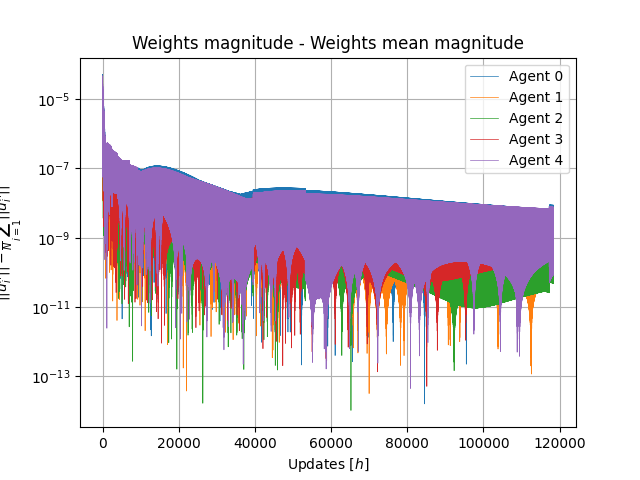 Weights magnitude - Weights mean magnitude
Agent 0
Agent 1
Agent 2
Agent 3
Agent 4
10⁻⁵
10⁻⁷
10⁻⁹
10⁻¹¹
10⁻¹³
0 20000 40000 60000 80000 100000 120000
Updates [h]